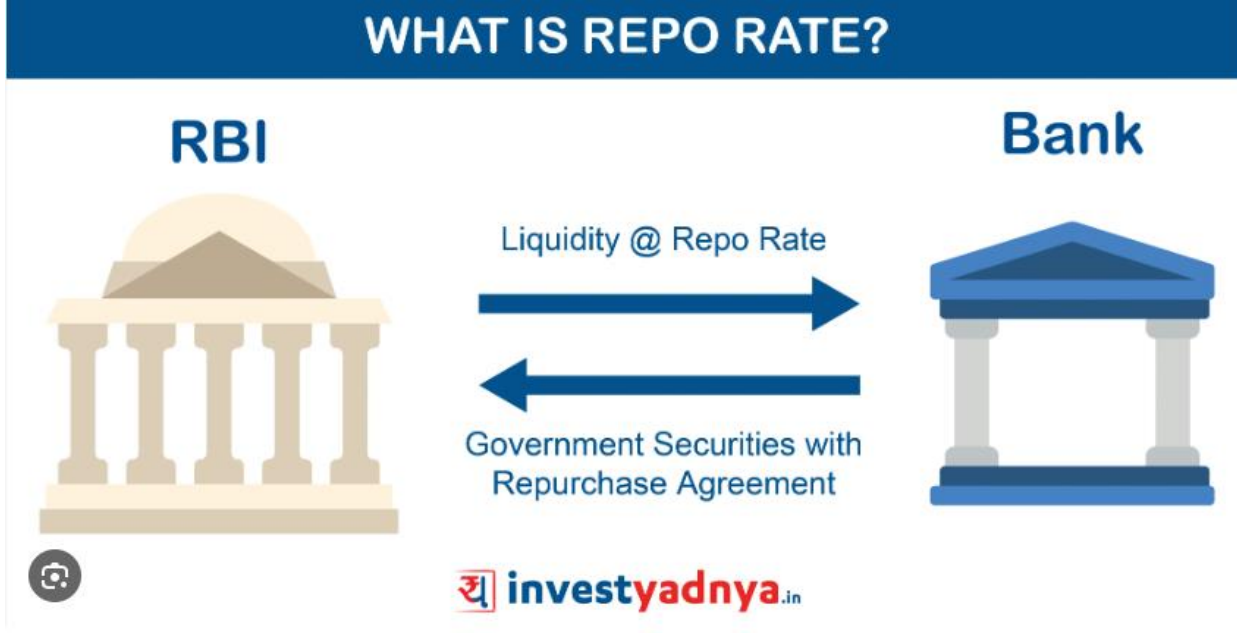 WHAT IS REPO RATE?
RBI
Bank
Liquidity @ Repo Rate
Government Securities with
Repurchase Agreement
य investyadnya.in